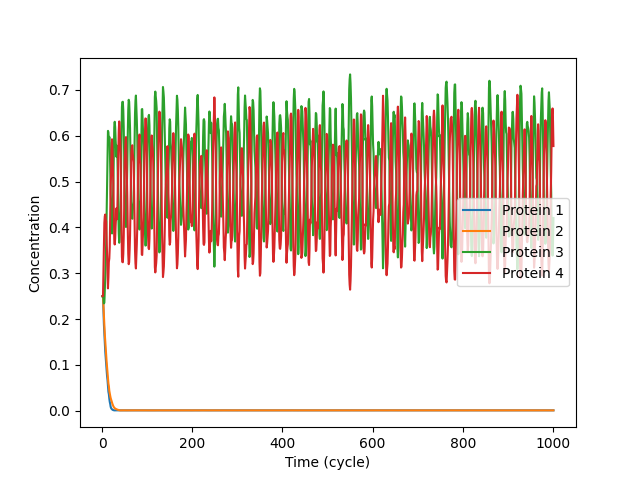 0.7
0.6
0.5
0.4
0.3
0.2
0.1
0.0
Concentration
Protein 1
Protein 2
Protein 3
Protein 4
0 200 400 600 800 1000
Time (cycle)